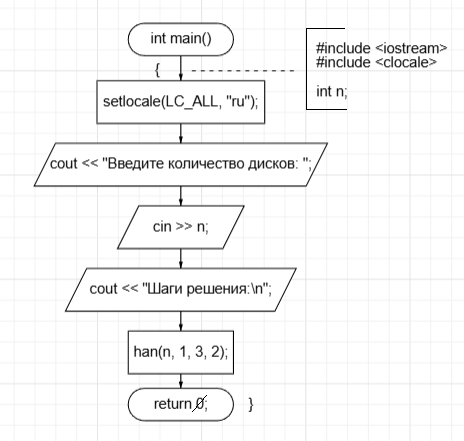 int main()
{
#include <iostream>
#include <clocale>
int n;
setlocale(LC_ALL, "ru");
cout << "Введите количество дисков: ";
cin >> n;
cout << "Шаги решения:\n";
han(n, 1, 3, 2);
return 0;
}